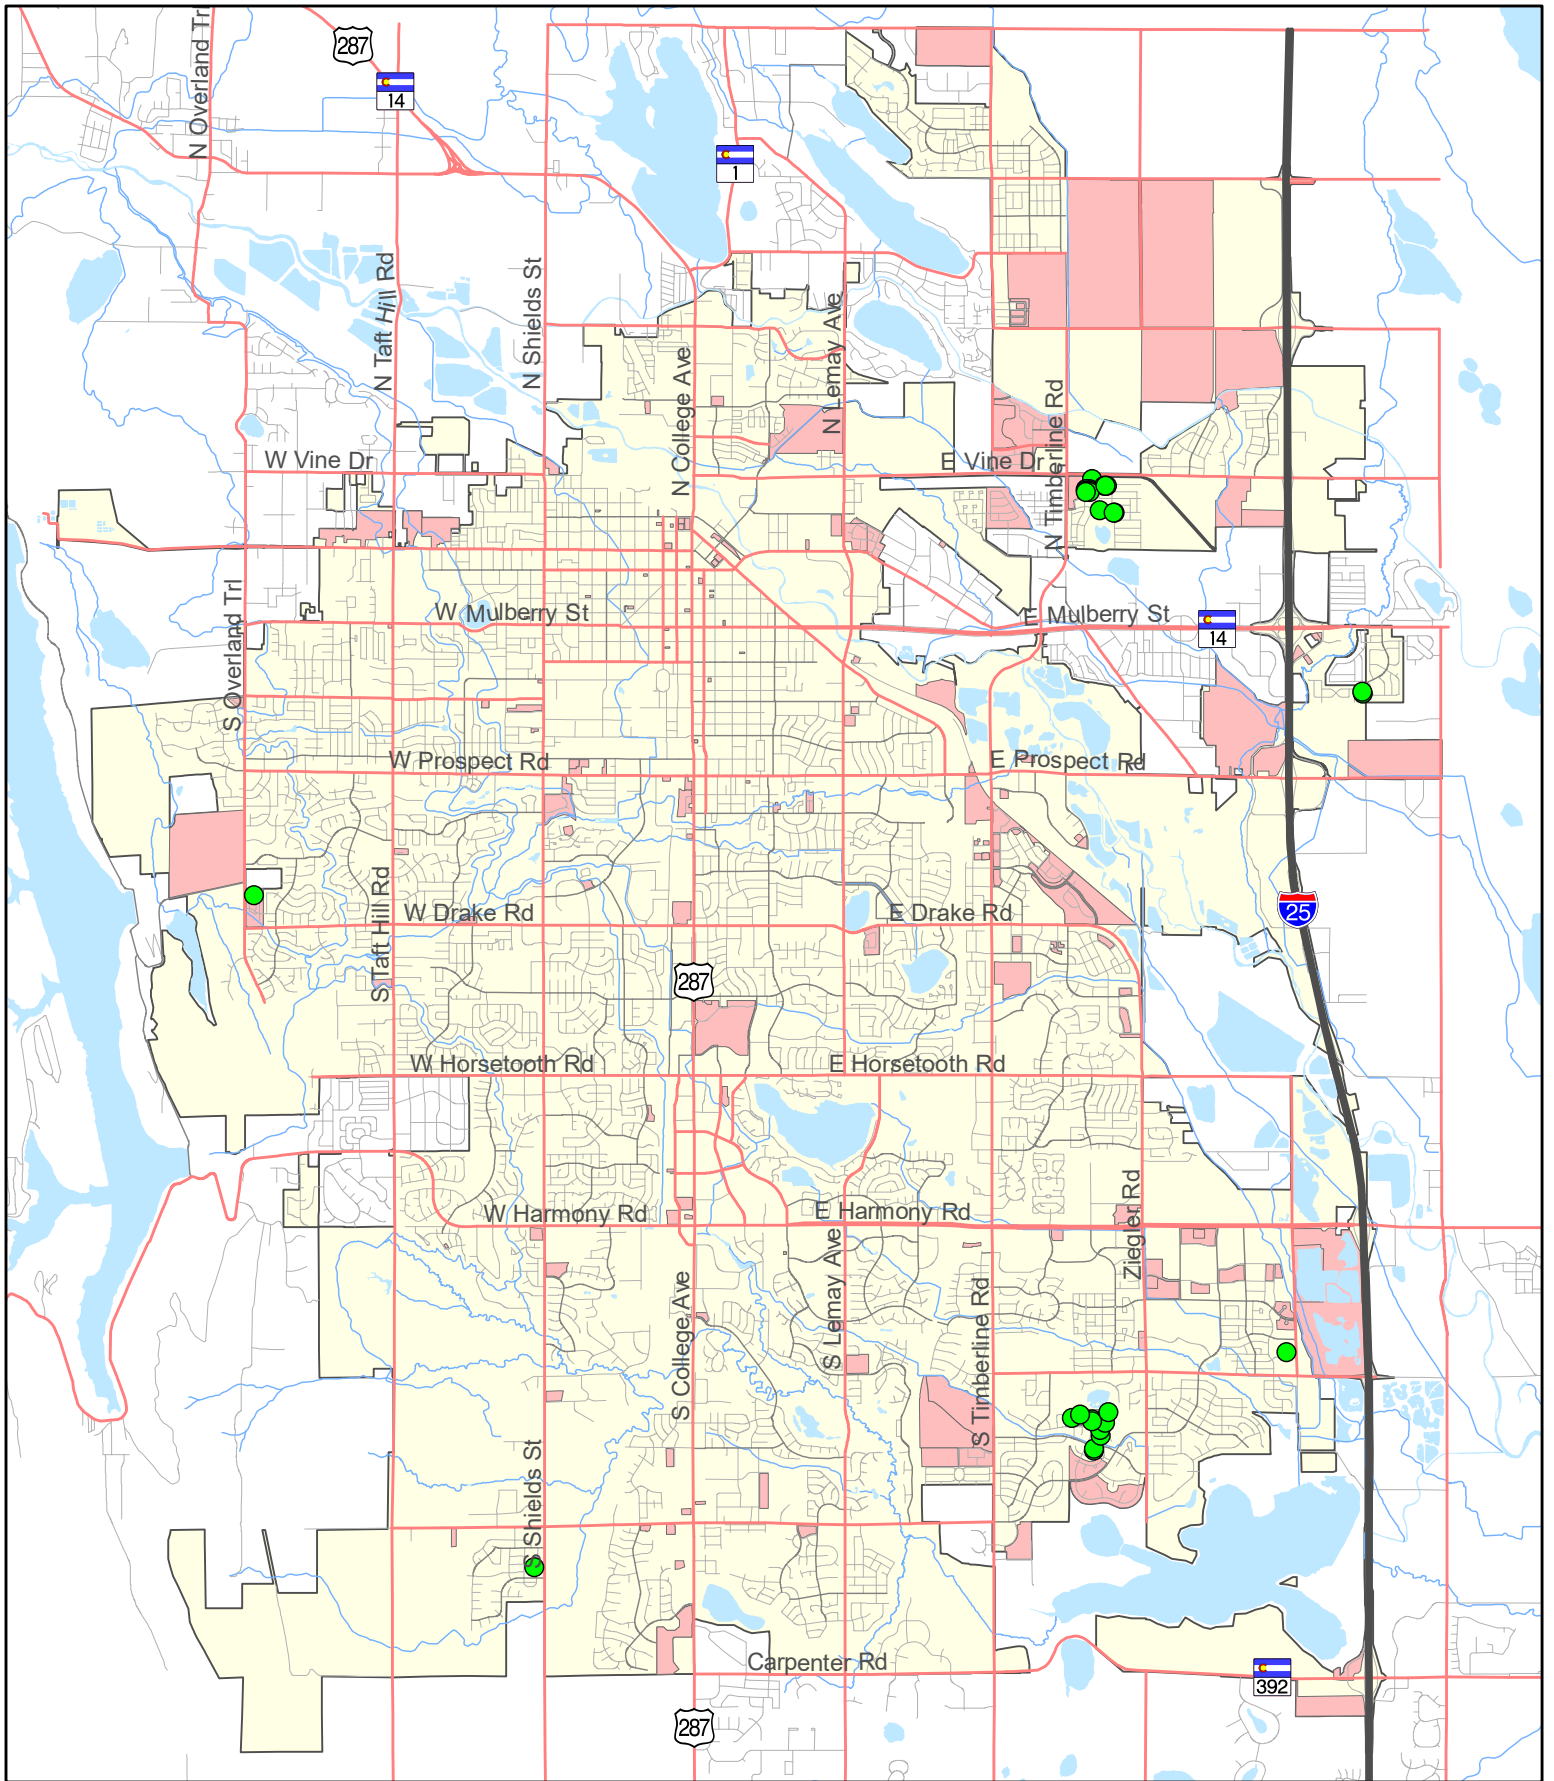 N Overland Trl
287
14
1
N Taft Hill Rd
N Shields St
N College Ave
N Lemay Ave
N Timberline Rd
W Vine Dr
E Vine Dr
S Overland Trl
W Mulberry St
E Mulberry St
14
W Prospect Rd
E Prospect Rd
S Taft Hill Rd
W Drake Rd
E Drake Rd
25
287
W Horsetooth Rd
E Horsetooth Rd
W Harmony Rd
E Harmony Rd
Ziegler Rd
S College Ave
S Lemay Ave
S Timberline Rd
S Shields St
Carpenter Rd
392
287